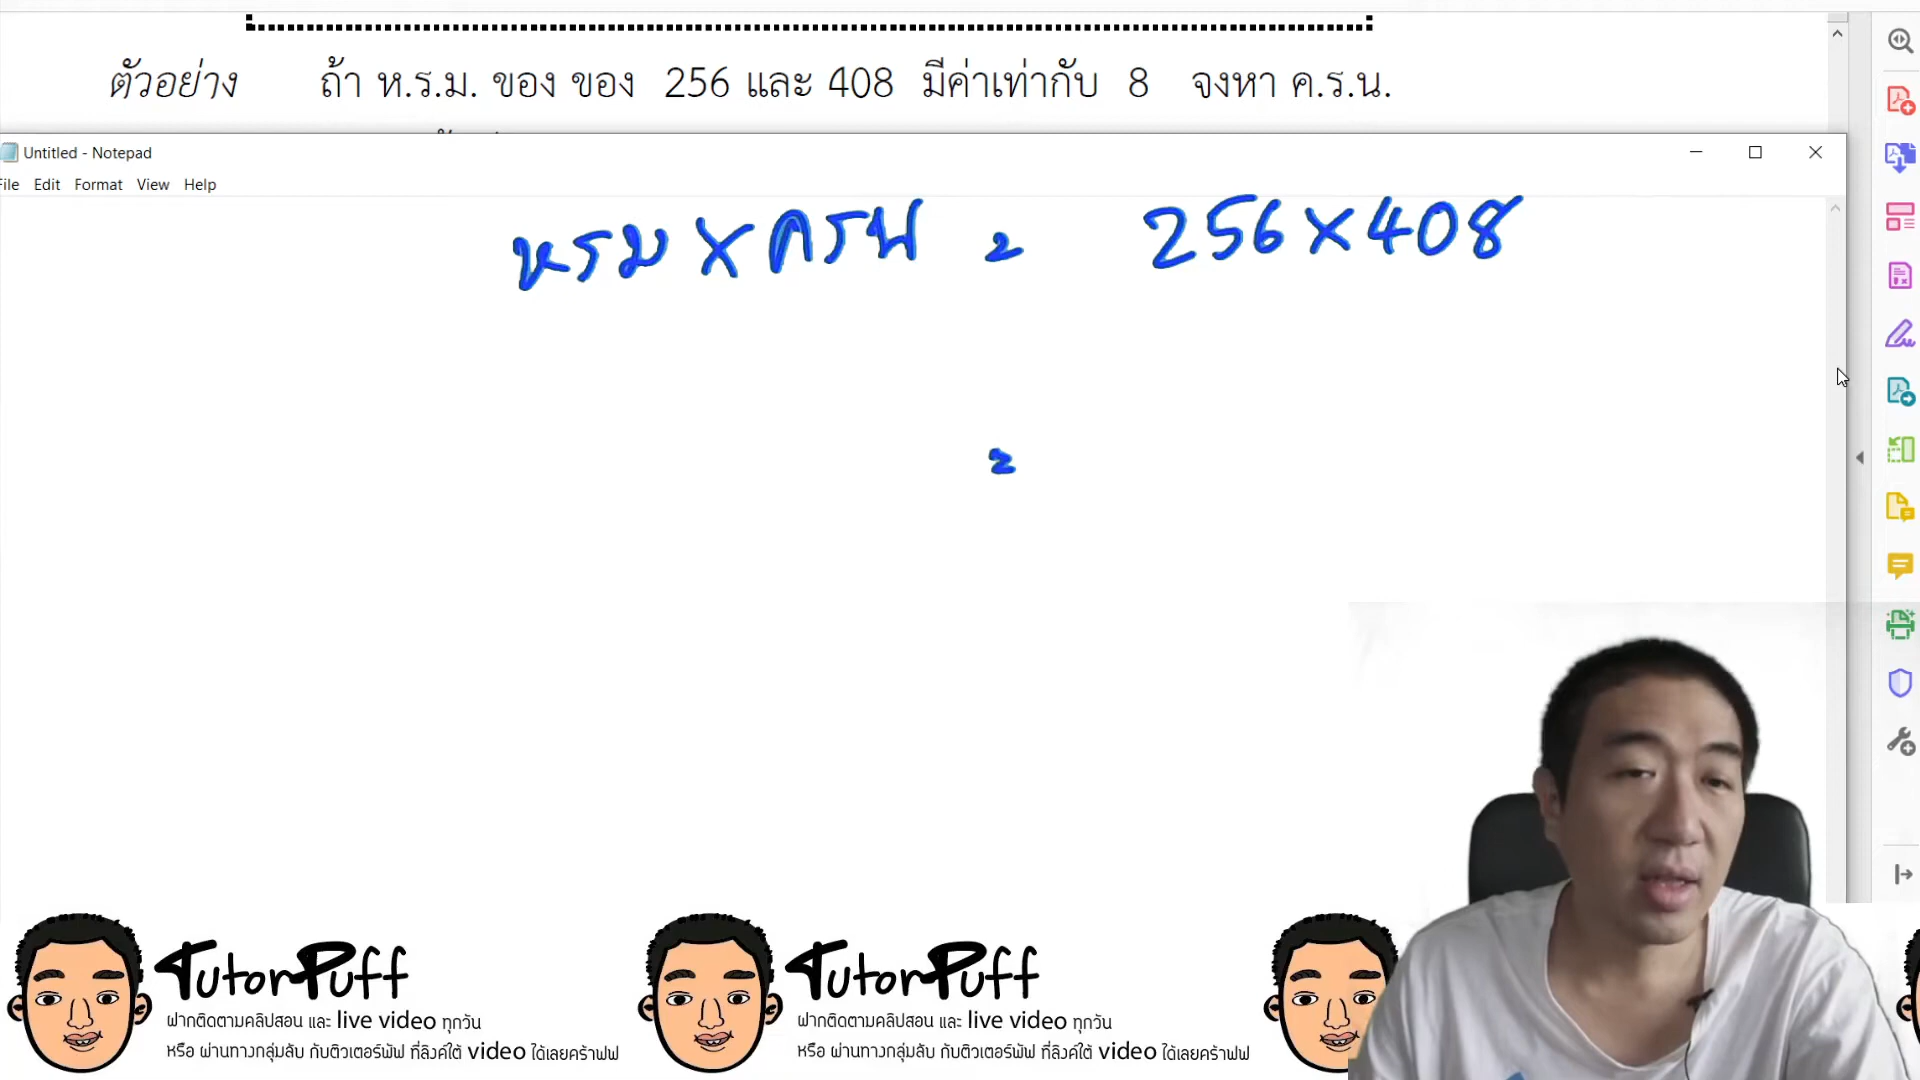 ตัวอย่าง ถ้า ห.ร.ม. ของ ของ 256 และ 408 มีค่าเท่ากับ 8 จงหา ค.ร.น.
Untitled - Notepad
File Edit Format View Help
หรม X ครน = 256 X 408
=
TutorPuff
ฝากติดตามคลิปสอน และ live video ทุกวัน
หรือ ผ่านทางกลุ่มลับ กับติวเตอร์พัฟ ที่ลิงค์ใต้ video ได้เลยคร้าฟฟ
TutorPuff
ฝากติดตามคลิปสอน และ live video ทุกวัน
หรือ ผ่านทางกลุ่มลับ กับติวเตอร์พัฟ ที่ลิงค์ใต้ video ได้เลยคร้าฟฟ